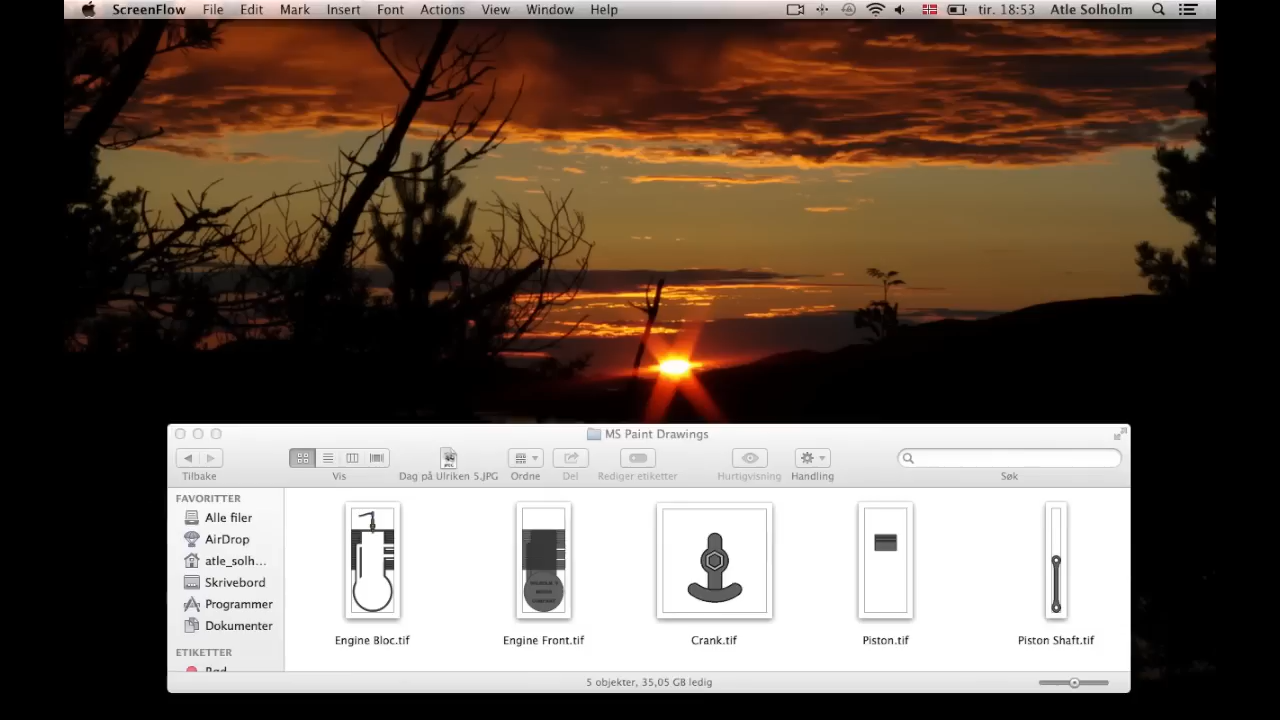 ScreenFlow File Edit Mark Insert Font Actions View Window Help tir. 18:53 Atle Solholm
MS Paint Drawings
Tilbake Vis Dag på Ulriken 5.JPG Ordne Del Rediger etiketter Hurtigvisning Handling Søk
FAVORITTER
Alle filer
AirDrop
atle_solh...
Skrivebord
Programmer
Dokumenter
ETIKETTER
Rød
Engine Bloc.tif Engine Front.tif Crank.tif Piston.tif Piston Shaft.tif
5 objekter, 35,05 GB ledig